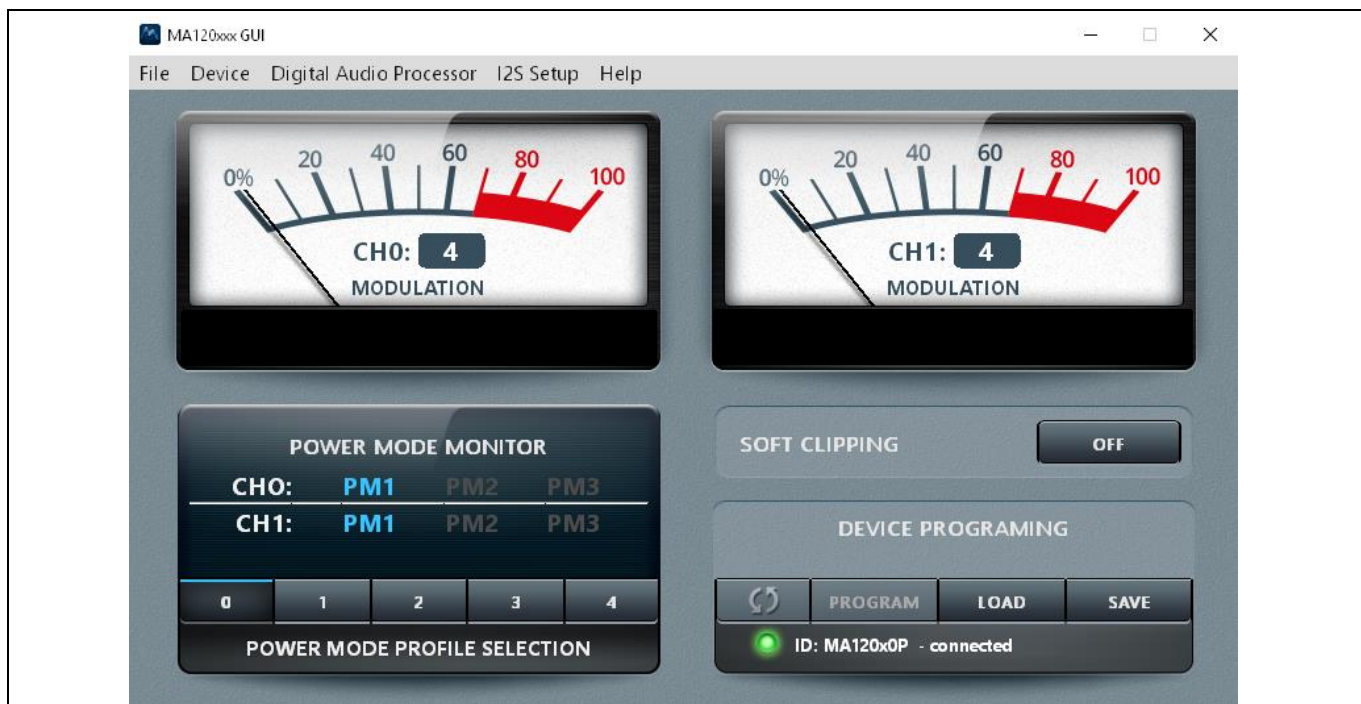 MA120xxx GUI
File Device Digital Audio Processor I2S Setup Help
0% 20 40 60 80 100
CH0: 4
MODULATION
0% 20 40 60 80 100
CH1: 4
MODULATION
POWER MODE MONITOR
CH0: PM1 PM2 PM3
CH1: PM1 PM2 PM3
0 1 2 3 4
POWER MODE PROFILE SELECTION
SOFT CLIPPING OFF
DEVICE PROGRAMING
PROGRAM LOAD SAVE
ID: MA120x0P - connected